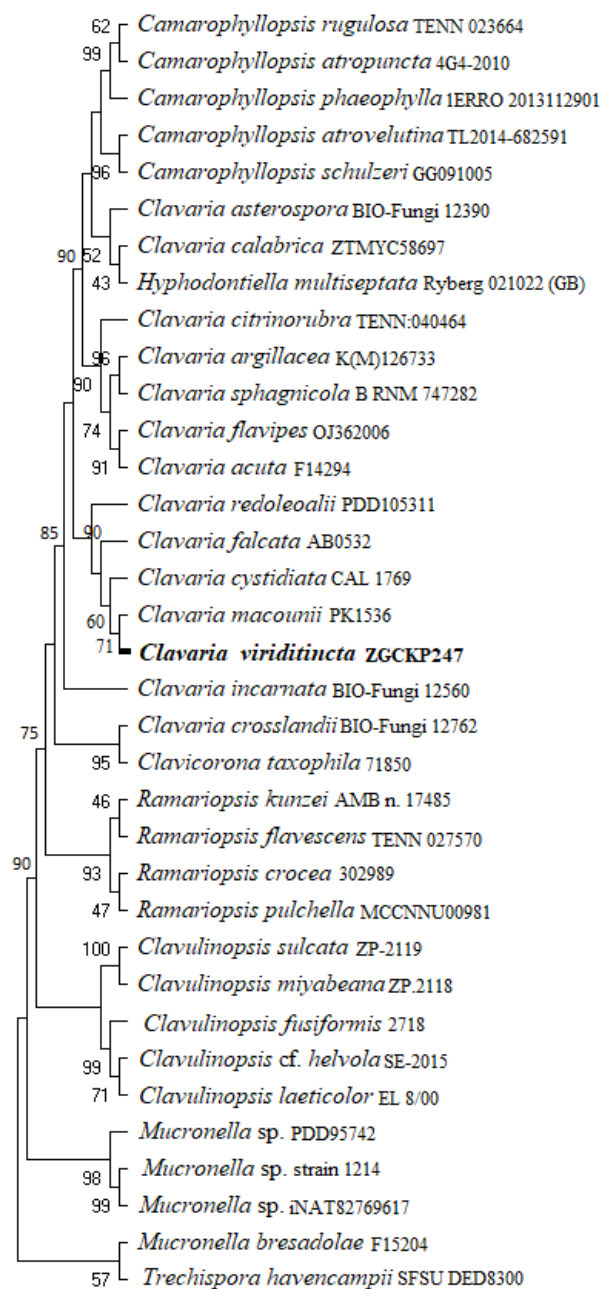 62 Camarophyllopsis rugulosa TENN 023664
99 Camarophyllopsis atropuncta 4G4-2010
Camarophyllopsis phaeophylla 1ERRO 2013112901
Camarophyllopsis atrovelutina TL2014-682591
96 Camarophyllopsis schulzeri GG091005
Clavaria asterospora BIO-Fungi 12390
90 52 Clavaria calabrica ZTMYC58697
43 Hyphodontiella multiseptata Ryberg 021022 (GB)
Clavaria citrinorubra TENN:040464
96 Clavaria argillacea K(M)126733
90 Clavaria sphagnicola B RNM 747282
74 Clavaria flavipes OJ362006
91 Clavaria acuta F14294
Clavaria redoleoalii PDD105311
85 90 Clavaria falcata AB0532
Clavaria cystidiata CAL 1769
60 Clavaria macounii PK1536
71 Clavaria viriditincta ZGCKP247
Clavaria incarnata BIO-Fungi 12560
75 Clavaria crosslandii BIO-Fungi 12762
95 Clavicorona taxophila 71850
46 Ramariopsis kunzei AMB n. 17485
Ramariopsis flavescens TENN 027570
90 93 Ramariopsis crocea 302989
47 Ramariopsis pulchella MCCNNU00981
100 Clavulinopsis sulcata ZP-2119
Clavulinopsis miyabeana ZP.2118
Clavulinopsis fusiformis 2718
99 Clavulinopsis cf. helvola SE-2015
71 Clavulinopsis laeticolor EL 8/00
Mucronella sp. PDD95742
98 Mucronella sp. strain 1214
99 Mucronella sp. iNAT82769617
Mucronella bresadolae F15204
57 Trechispora havencampii SFSU DED8300